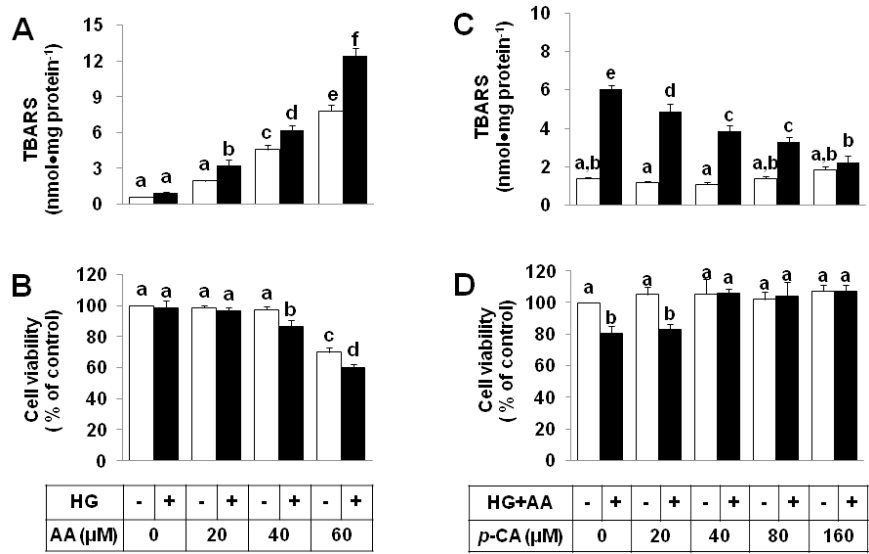 A
TBARS
(nmol•mg protein-1)
15
12
9
6
3
0
a a a b c d e f
B
Cell viability
( % of control)
120
100
80
60
40
20
0
a a a a a b c d
HG - + - + - + - +
AA (µM) 0 20 40 60
C
TBARS
(nmol•mg protein-1)
10
8
6
4
2
0
a,b e a d a c a,b c a,b b
D
Cell viability
( % of control)
120
100
80
60
40
20
0
a b a b a a a a a a
HG+AA - + - + - + - + - +
p-CA (µM) 0 20 40 80 160